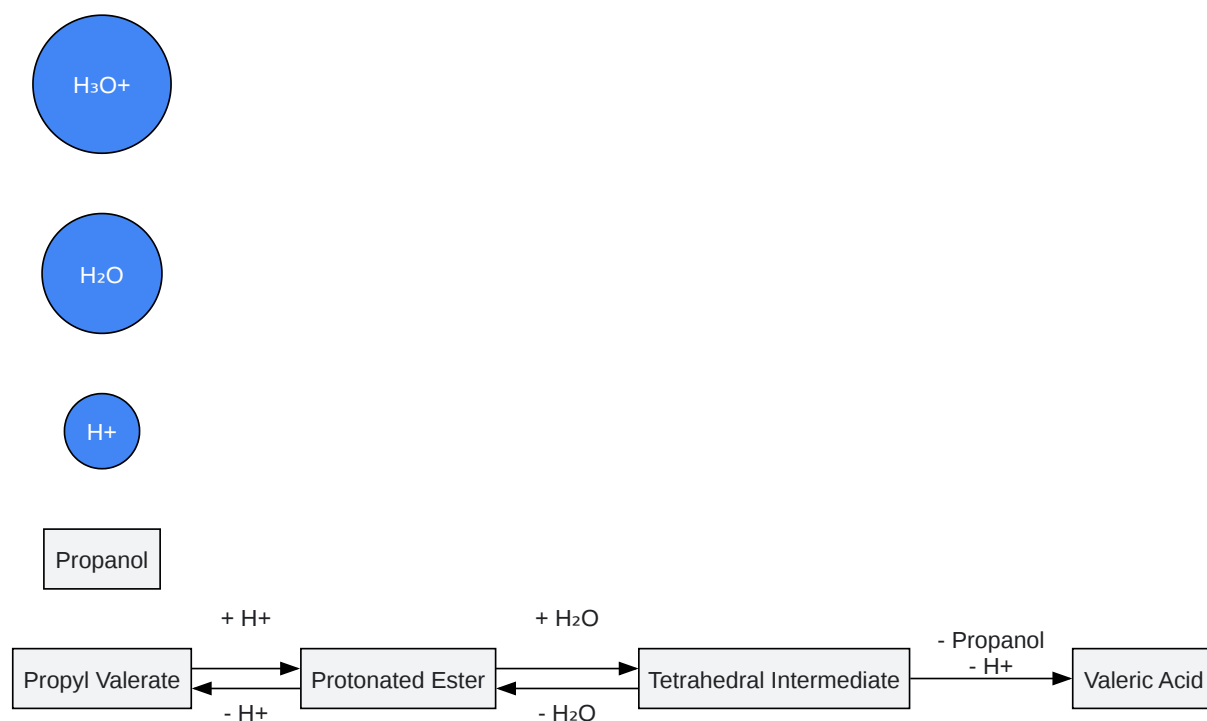 H₃O+
H₂O
H+
Propanol
+ H+
+ H₂O
- Propanol
- H+
Propyl Valerate
Protonated Ester
Tetrahedral Intermediate
Valeric Acid
- H+
- H₂O